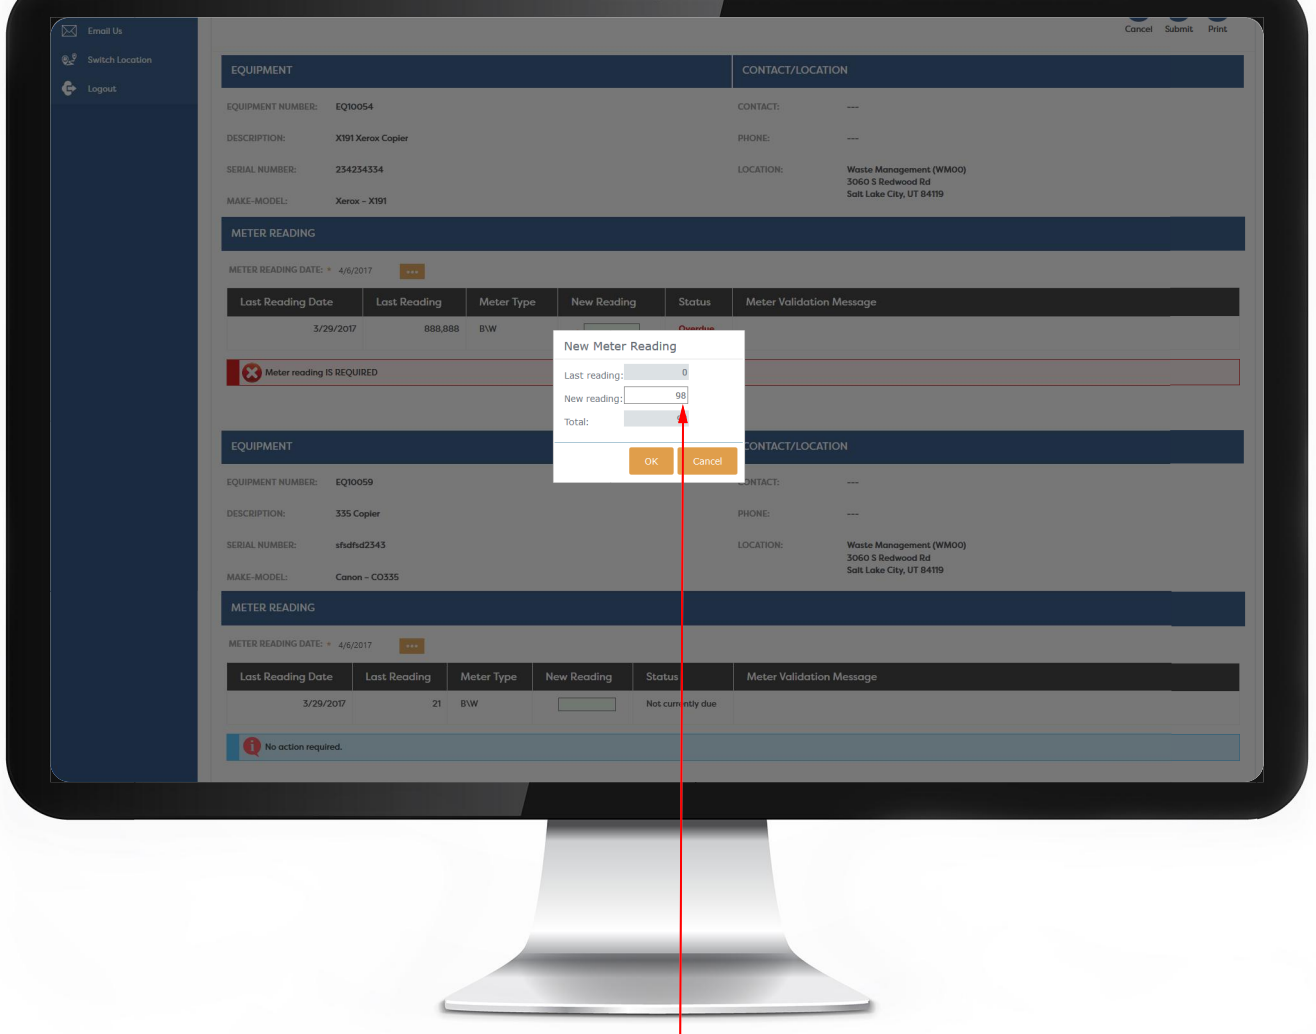 Email Us
Switch Location
Logout
Cancel Submit Print
EQUIPMENT CONTACT/LOCATION
EQUIPMENT NUMBER: EQ10054 CONTACT: ---
DESCRIPTION: X191 Xerox Copier PHONE: ---
SERIAL NUMBER: 234234334 LOCATION: Waste Management (WM00)
3060 S Redwood Rd
Salt Lake City, UT 84119
MAKE-MODEL: Xerox – X191
METER READING
METER READING DATE: * 4/6/2017
Last Reading Date Last Reading Meter Type New Reading Status Meter Validation Message
3/29/2017 888,888 B\W Overdue
Meter reading IS REQUIRED
New Meter Reading
Last reading: 0
New reading: 98
Total:
OK Cancel
EQUIPMENT CONTACT/LOCATION
EQUIPMENT NUMBER: EQ10059 CONTACT: ---
DESCRIPTION: 335 Copier PHONE: ---
SERIAL NUMBER: sfsdfsd2343 LOCATION: Waste Management (WM00)
3060 S Redwood Rd
Salt Lake City, UT 84119
MAKE-MODEL: Canon – CO335
METER READING
METER READING DATE: * 4/6/2017
Last Reading Date Last Reading Meter Type New Reading Status Meter Validation Message
3/29/2017 21 B\W Not currently due
No action required.